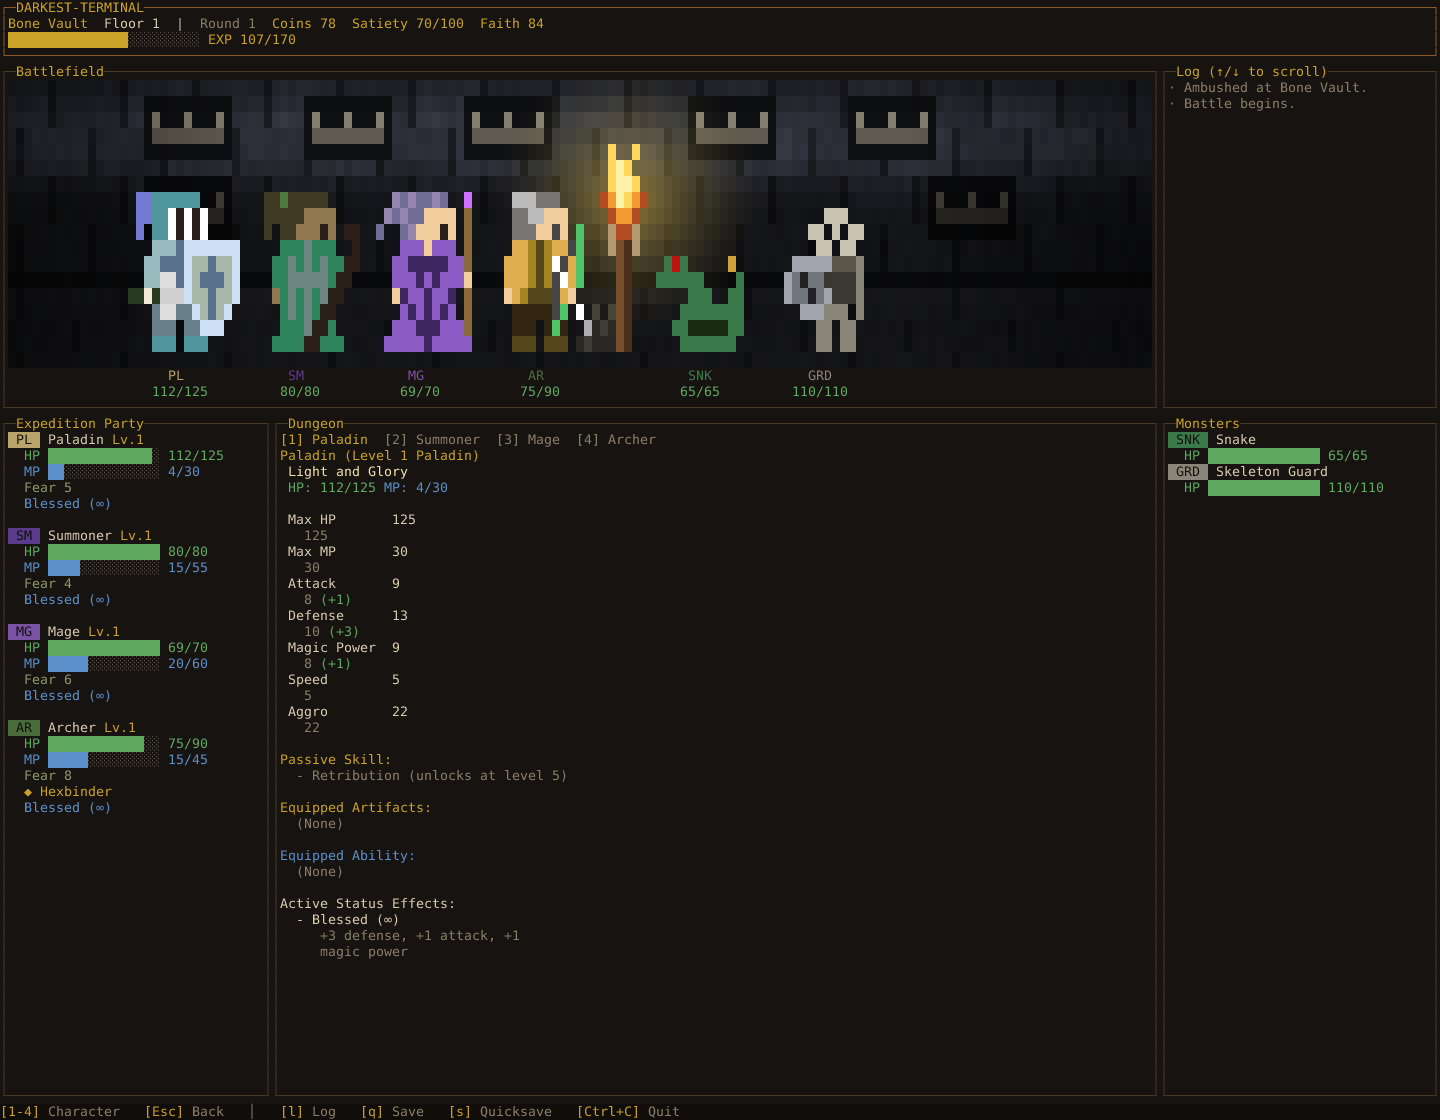 DARKEST-TERMINAL
Bone Vault  Floor 1  |  Round 1  Coins 78  Satiety 70/100  Faith 84
EXP 107/170
Battlefield
PL SM MG AR SNK GRD
112/125 80/80 69/70 75/90 65/65 110/110
Log (↑/↓ to scroll)
· Ambushed at Bone Vault.
· Battle begins.
Expedition Party
PL Paladin Lv.1
HP 112/125
MP 4/30
Fear 5
Blessed (∞)
SM Summoner Lv.1
HP 80/80
MP 15/55
Fear 4
Blessed (∞)
MG Mage Lv.1
HP 69/70
MP 20/60
Fear 6
Blessed (∞)
AR Archer Lv.1
HP 75/90
MP 15/45
Fear 8
◆ Hexbinder
Blessed (∞)
Dungeon
[1] Paladin  [2] Summoner  [3] Mage  [4] Archer
Paladin (Level 1 Paladin)
Light and Glory
HP: 112/125 MP: 4/30
Max HP 125
125
Max MP 30
30
Attack 9
8 (+1)
Defense 13
10 (+3)
Magic Power 9
8 (+1)
Speed 5
5
Aggro 22
22
Passive Skill:
- Retribution (unlocks at level 5)
Equipped Artifacts:
(None)
Equipped Ability:
(None)
Active Status Effects:
- Blessed (∞)
+3 defense, +1 attack, +1
magic power
Monsters
SNK Snake
HP 65/65
GRD Skeleton Guard
HP 110/110
[1-4] Character  [Esc] Back  |  [l] Log  [q] Save  [s] Quicksave  [Ctrl+C] Quit